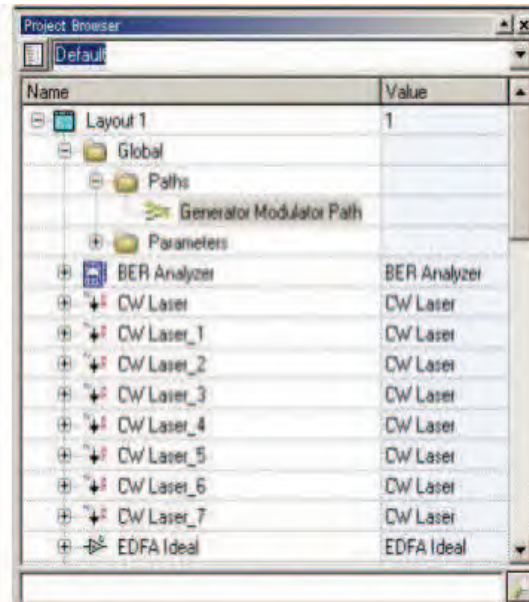 Project Browser
Default
Name Value
Layout 1 1
Global
Paths
Generator Modulator Path
Parameters
BER Analyzer BER Analyzer
CW Laser CW Laser
CW Laser_1 CW Laser
CW Laser_2 CW Laser
CW Laser_3 CW Laser
CW Laser_4 CW Laser
CW Laser_5 CW Laser
CW Laser_6 CW Laser
CW Laser_7 CW Laser
EDFA Ideal EDFA Ideal